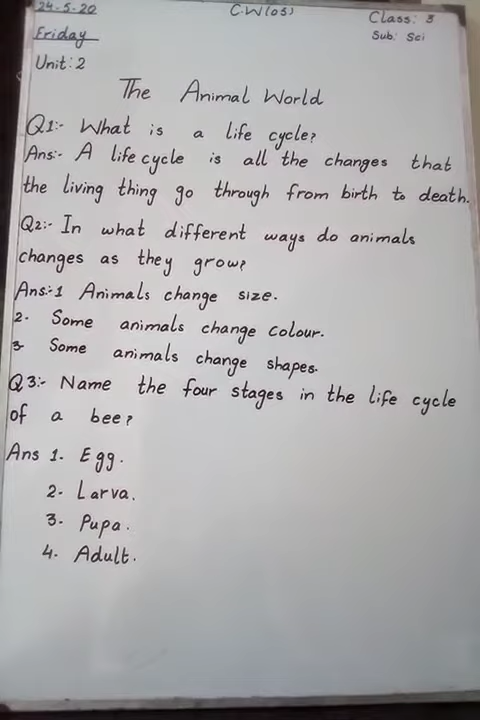 24-5-20 C.W(05) Class: 3
Friday Sub: Sci
Unit: 2
The Animal World
Q1:- What is a life cycle?
Ans:- A life cycle is all the changes that
the living thing go through from birth to death.
Q2:- In what different ways do animals
changes as they grow?
Ans:-1 Animals change size.
2. Some animals change colour.
3 Some animals change shapes.
Q3:- Name the four stages in the life cycle
of a bee?
Ans 1. Egg.
2- Larva.
3. Pupa.
4. Adult.